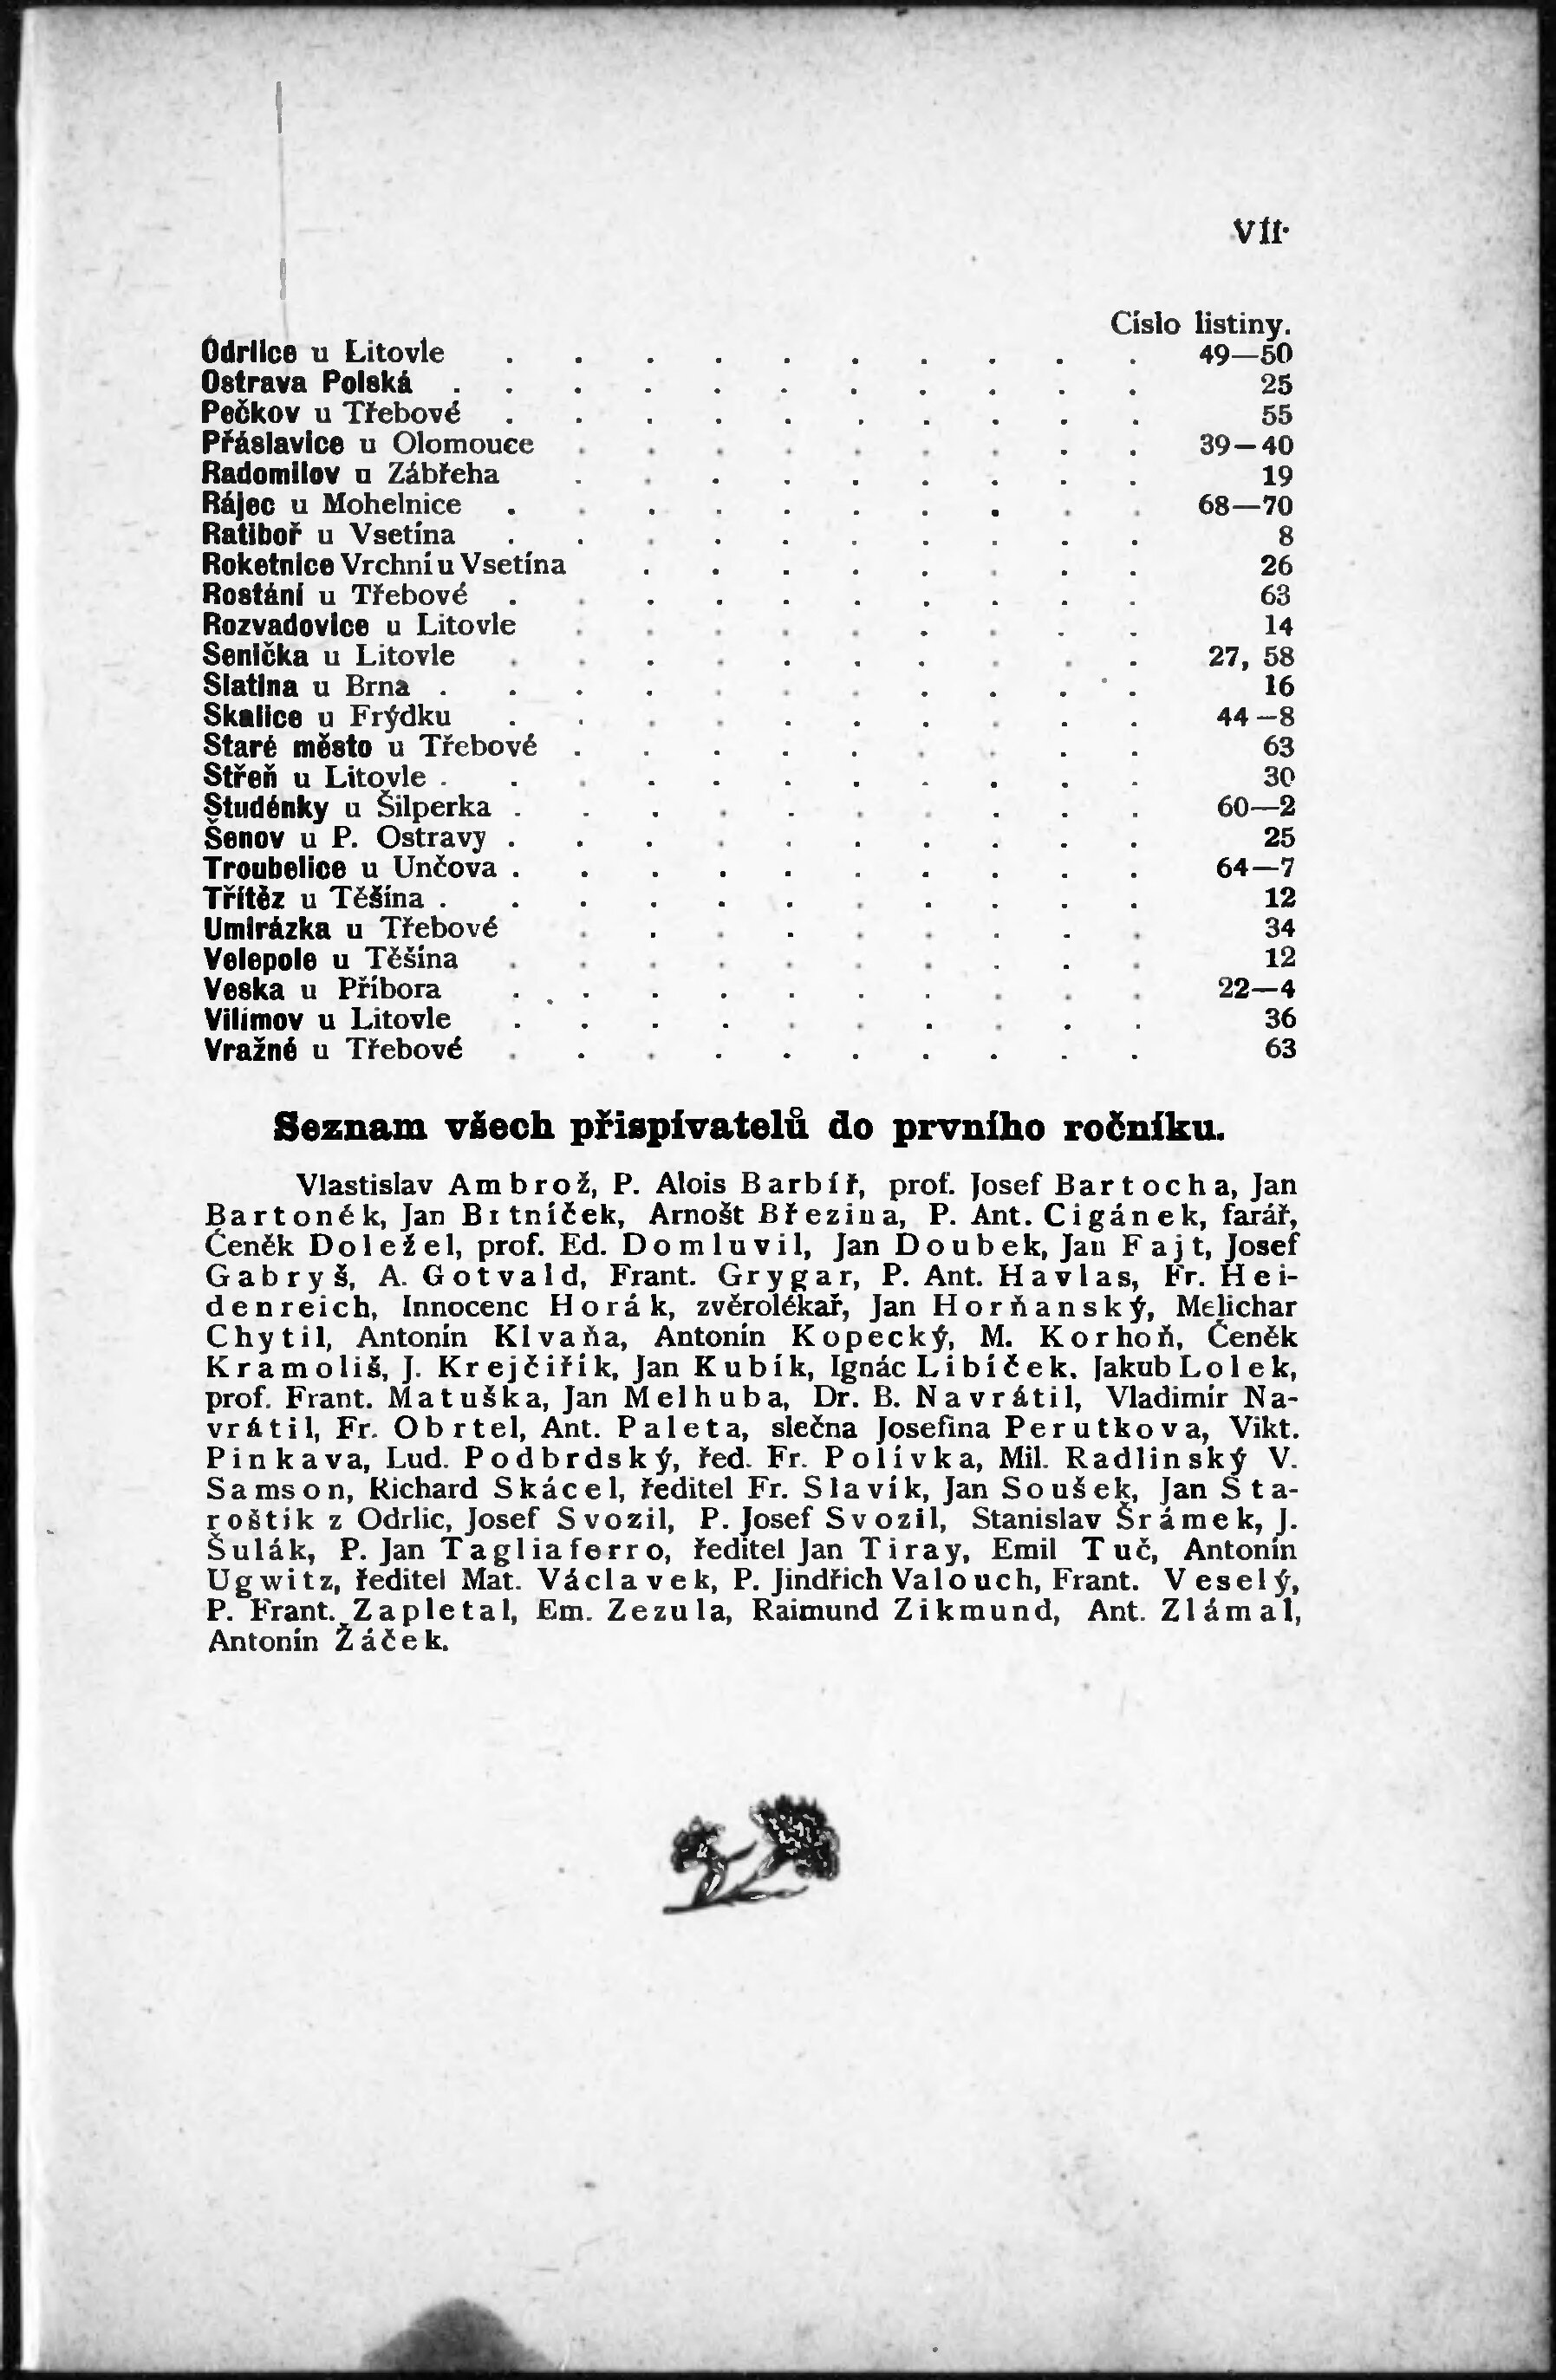 VII·
Číslo listiny.
Odrlice u Litovle . . . . . . . . . . 49—50
Ostrava Polská . . . . . . . . . . . 25
Pečkov u Třebové . . . . . . . . . . 55
Přáslavice u Olomouce . . . . . . . . . 39—40
Radomilov u Zábřeha . . . . . . . . . 19
Rájec u Mohelnice . . . . . . . . . . 68—70
Ratiboř u Vsetína . . . . . . . . . . 8
Roketnice Vrchní u Vsetína . . . . . . . . 26
Rostání u Třebové . . . . . . . . . . 63
Rozvadovice u Litovle . . . . . . . . . 14
Senička u Litovle . . . . . . . . . . 27, 58
Slatina u Brna . . . . . . . . . . . 16
Skalice u Frýdku . . . . . . . . . . 44—8
Staré město u Třebové . . . . . . . . . 63
Střeň u Litovle . . . . . . . . . . . 30
Studénky u Šilperka . . . . . . . . . . 60—2
Šenov u P. Ostravy . . . . . . . . . . 25
Troubelice u Unčova . . . . . . . . . . 64—7
Třítěz u Těšína . . . . . . . . . . . 12
Umirázka u Třebové . . . . . . . . . 34
Velepole u Těšína . . . . . . . . . . 12
Veska u Příbora . . . . . . . . . . 22—4
Vilímov u Litovle . . . . . . . . . . 36
Vražné u Třebové . . . . . . . . . . 63
Seznam všech přispívatelů do prvního ročníku.
Vlastislav Ambrož, P. Alois Barbíř, prof. Josef Bartocha, Jan
Bartoněk, Jan Bitníček, Arnošt Březina, P. Ant. Cigánek, farář,
Čeněk Doležel, prof. Ed. Domluvil, Jan Doubek, Jan Fajt, Josef
Gabryš, A. Gotvald, Frant. Grygar, P. Ant. Havlas, Fr. Hei-
denreich, Innocenc Horák, zvěrolékař, Jan Horňanský, Melichar
Chytil, Antonín Klvaňa, Antonín Kopecký, M. Korhoň, Čeněk
Kramoliš, J. Krejčiřík, Jan Kubík, Ignác Libíček, Jakub Lolek,
prof. Frant. Matuška, Jan Melhuba, Dr. B. Navrátil, Vladimír Na-
vrátil, Fr. Obrtel, Ant. Paleta, slečna Josefina Perutkova, Vikt.
Pinkava, Lud. Podbrdský, řed. Fr. Polívka, Mil. Radlinský V.
Samson, Richard Skácel, ředitel Fr. Slavík, Jan Soušek, Jan Sta-
roštik z Odrlic, Josef Svozil, P. Josef Svozil, Stanislav Šrámek, J.
Šulák, P. Jan Tagliaferro, ředitel Jan Tiray, Emil Tuč, Antonín
Ugwitz, ředitel Mat. Václavek, P. Jindřich Valouch, Frant. Veselý,
P. Frant. Zapletal, Em. Zezula, Raimund Zikmund, Ant. Zlámal,
Antonín Žáček.